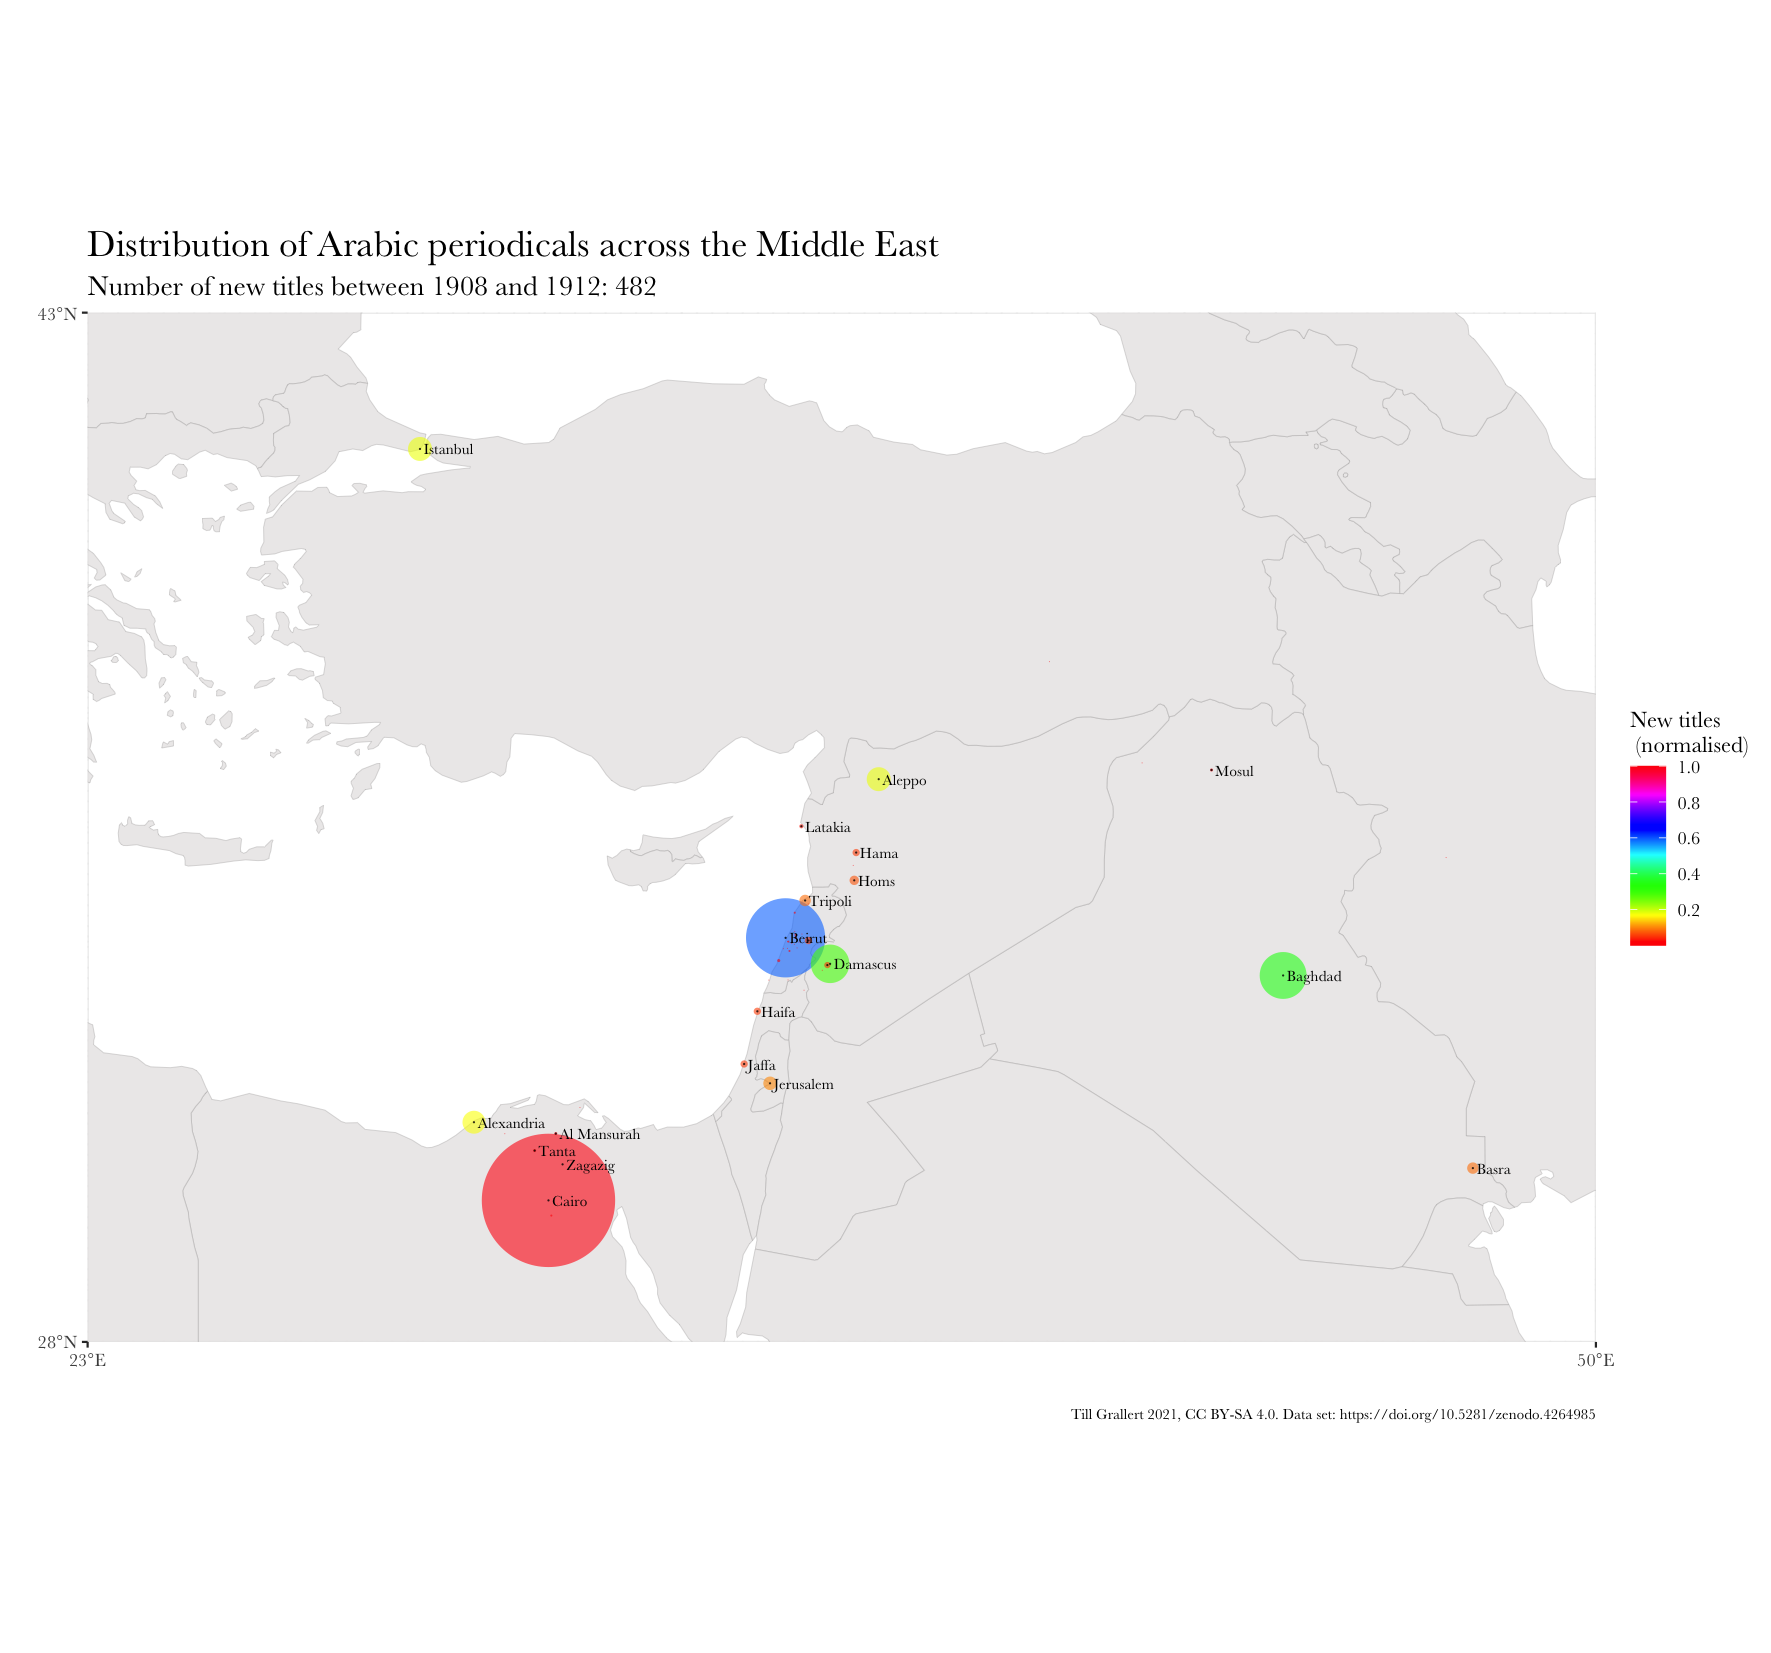 Distribution of Arabic periodicals across the Middle East
Number of new titles between 1908 and 1912: 482
43°N
Istanbul
New titles
(normalised)
1.0
0.8
0.6
0.4
0.2
Mosul
Aleppo
Latakia
Hama
Homs
Tripoli
Beirut
Damascus
Baghdad
Haifa
Jaffa
Jerusalem
Alexandria
Al Mansurah
Tanta
Zagazig
Basra
Cairo
28°N
23°E
50°E
Till Grallert 2021, CC BY-SA 4.0. Data set: https://doi.org/10.5281/zenodo.4264985